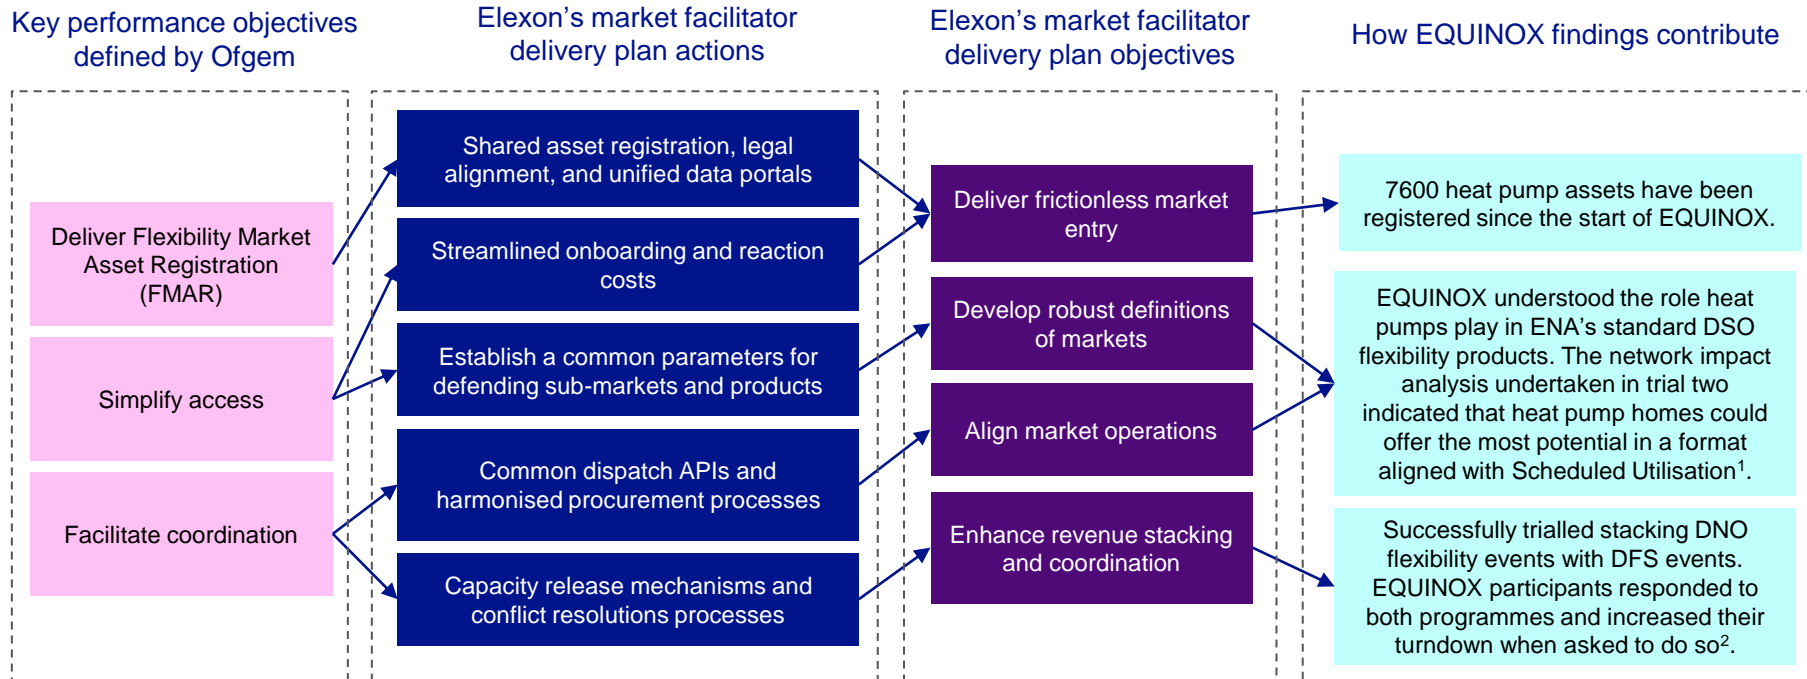 Key performance objectives
defined by Ofgem
Elexon's market facilitator
delivery plan actions
Elexon's market facilitator
delivery plan objectives
How EQUINOX findings contribute
Deliver Flexibility Market
Asset Registration
(FMAR)
Simplify access
Facilitate coordination
Shared asset registration, legal
alignment, and unified data portals
Streamlined onboarding and reaction
costs
Establish a common parameters for
defending sub-markets and products
Common dispatch APIs and
harmonised procurement processes
Capacity release mechanisms and
conflict resolutions processes
Deliver frictionless market
entry
Develop robust definitions
of markets
Align market operations
Enhance revenue stacking
and coordination
7600 heat pump assets have been
registered since the start of EQUINOX.
EQUINOX understood the role heat
pumps play in ENA's standard DSO
flexibility products. The network impact
analysis undertaken in trial two
indicated that heat pump homes could
offer the most potential in a format
aligned with Scheduled Utilisation¹.
Successfully trialled stacking DNO
flexibility events with DFS events.
EQUINOX participants responded to
both programmes and increased their
turndown when asked to do so².